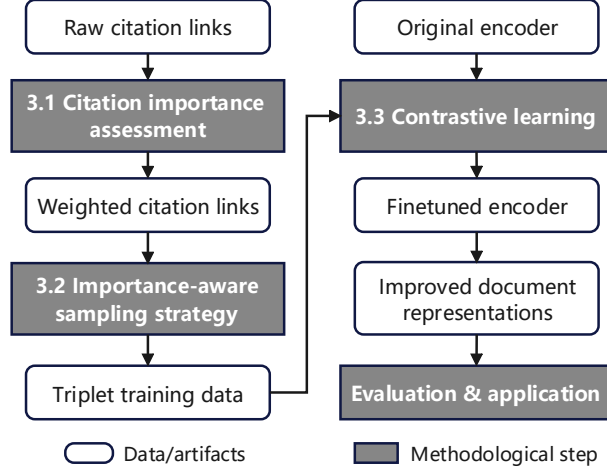 Raw citation links
3.1 Citation importance
assessment
Weighted citation links
3.2 Importance-aware
sampling strategy
Triplet training data
Original encoder
3.3 Contrastive learning
Finetuned encoder
Improved document
representations
Evaluation & application
Data/artifacts
Methodological step